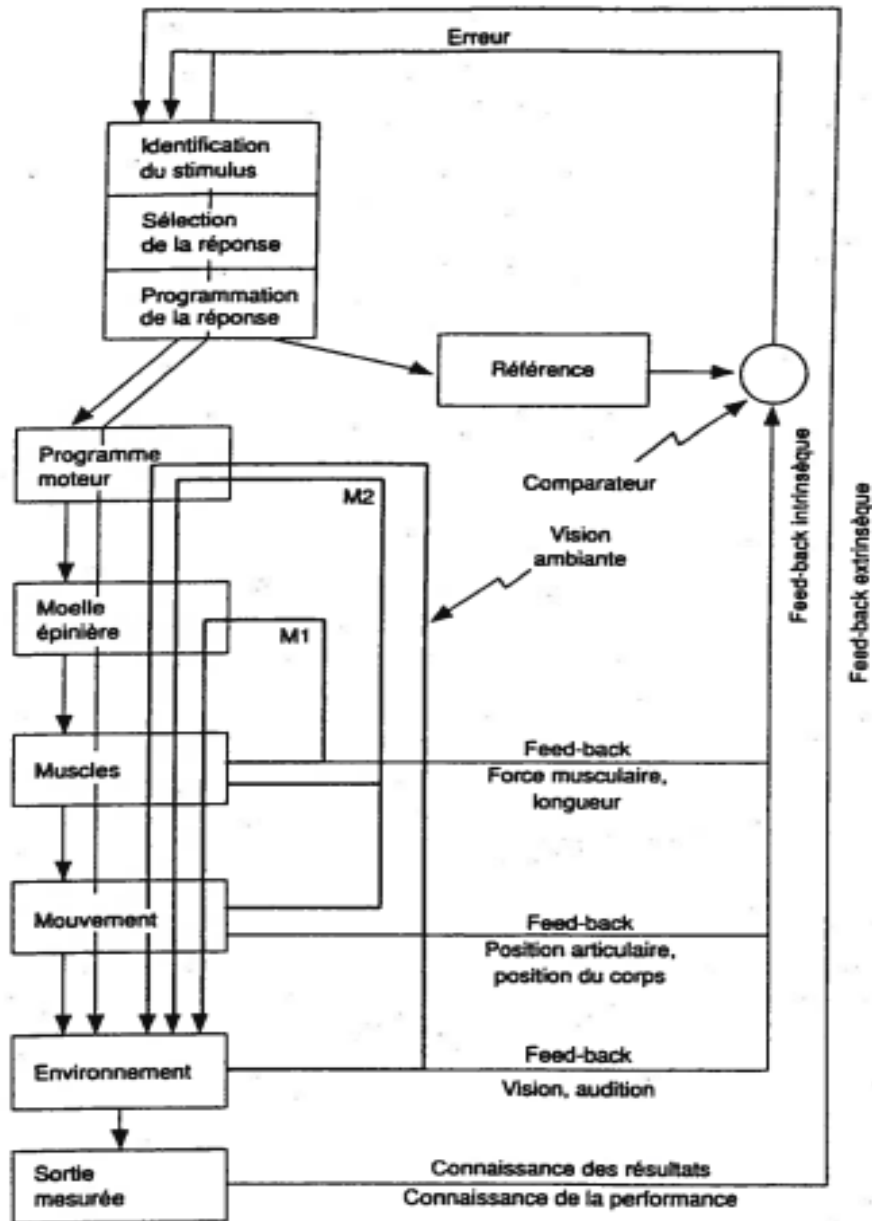 Erreur
Identification
du stimulus
Sélection
de la réponse
Programmation
de la réponse
Référence
Programme
moteur
M2
Comparateur
Vision
ambiante
Feed-back intrinsèque
Feed-back extrinsèque
Moelle
épinière
M1
Muscles
Feed-back
Force musculaire,
longueur
Mouvement
Feed-back
Position articulaire,
position du corps
Environnement
Feed-back
Vision, audition
Sortie
mesurée
Connaissance des résultats
Connaissance de la performance